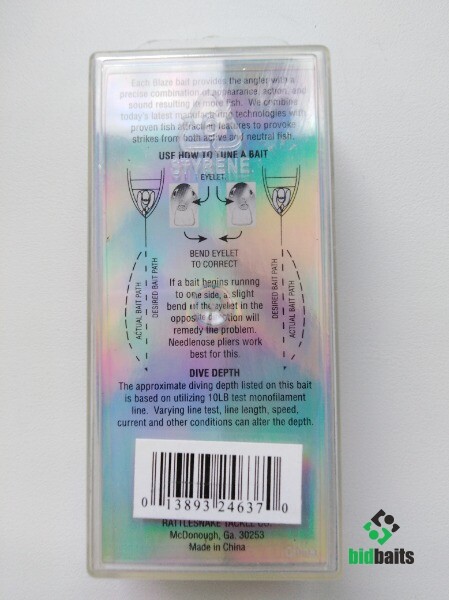 Each Blaze bait provides the angler with a
precise combination of appearance, action, and
sound resulting in more fish. We combine
today's latest manufacturing technologies with
proven fish attracting features to provoke
strikes from both active and neutral fish.
USE HOW TO TUNE A BAIT
STYRENE
EYELET
BEND EYELET
TO CORRECT
ACTUAL BAIT PATH
DESIRED BAIT PATH
DESIRED BAIT PATH
ACTUAL BAIT PATH
If a bait begins running
to one side, a slight
bend of the eyelet in the
opposite direction will
remedy the problem.
Needlenose pliers work
best for this.
DIVE DEPTH
The approximate diving depth listed on this bait
is based on utilizing 10LB test monofilament
line. Varying line test, line length, speed,
current and other conditions can alter the depth.
0 13893 24637 0
RATTLESNAKE TACKLE CO.
McDonough, Ga. 30253
Made in China
bidbaits